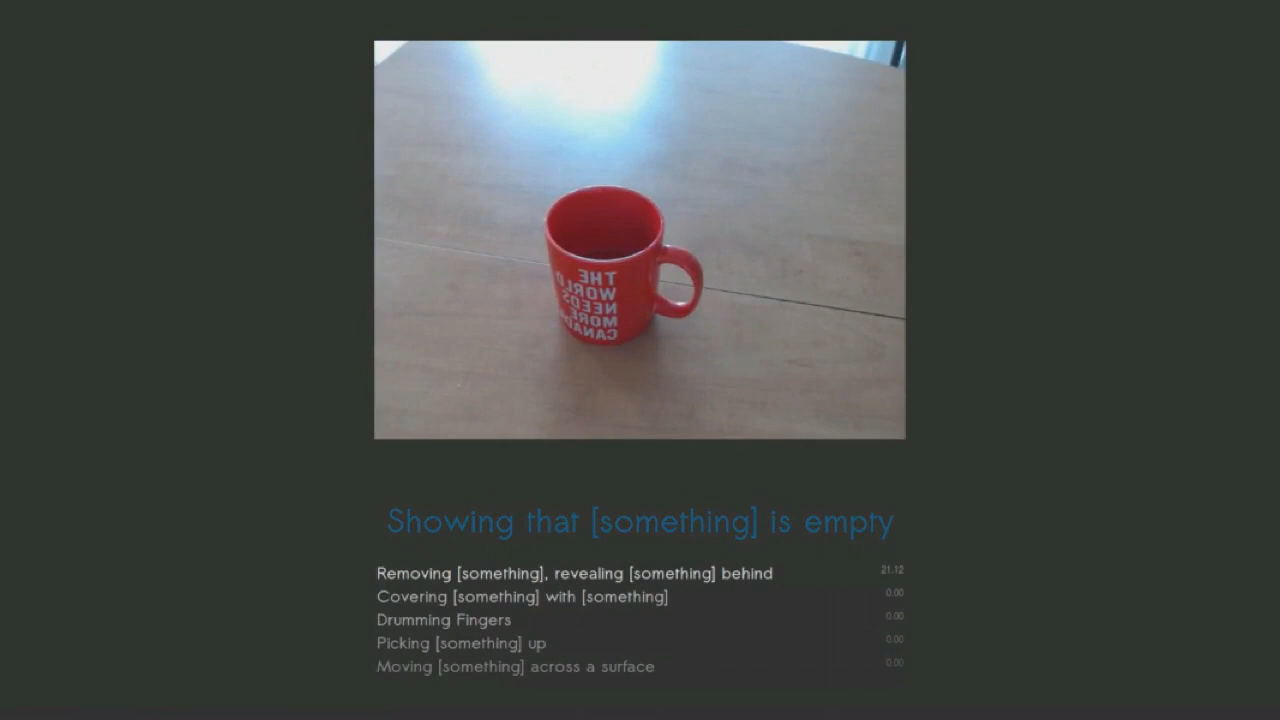 THE
WORLD
NEEDS
MORE
CANADA
Showing that [something] is empty
Removing [something], revealing [something] behind 21.12
Covering [something] with [something] 0.00
Drumming Fingers 0.00
Picking [something] up 0.00
Moving [something] across a surface 0.00